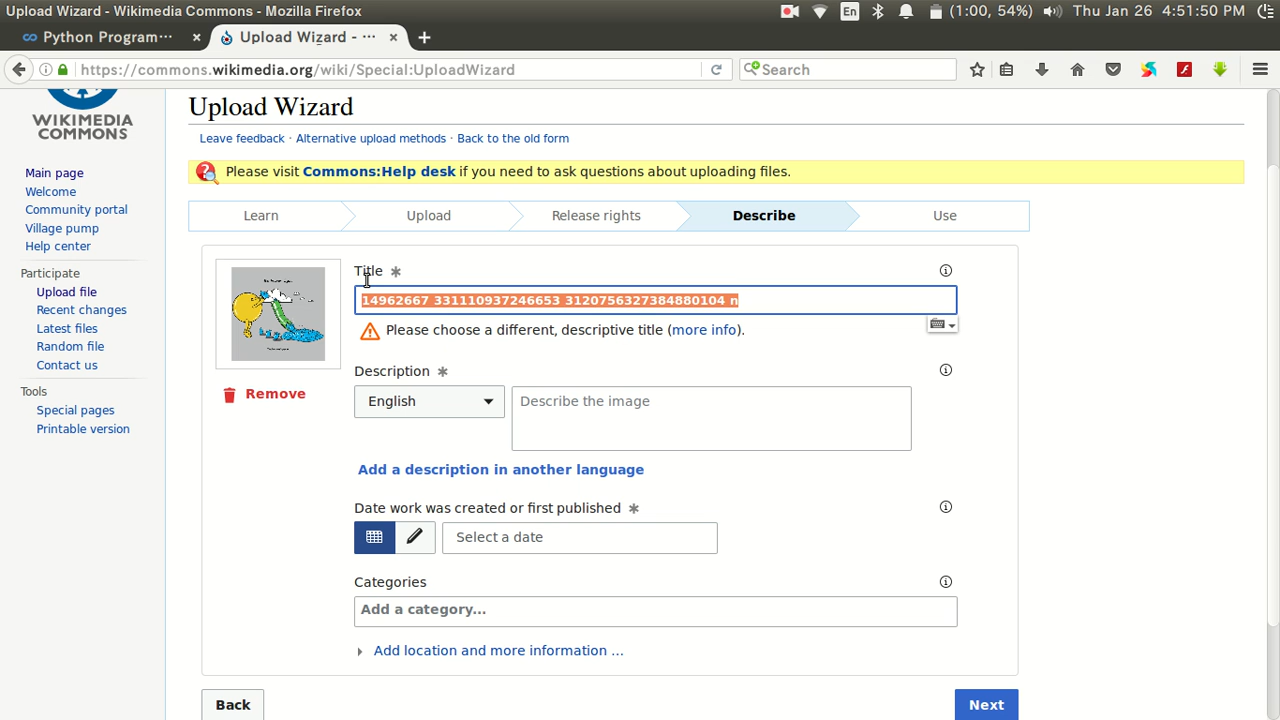 Upload Wizard - Wikimedia Commons - Mozilla Firefox
En
(1:00, 54%)
Thu Jan 26 4:51:50 PM
Python Program···
Upload Wizard - ···
https://commons.wikimedia.org/wiki/Special:UploadWizard
Search
WIKIMEDIA
COMMONS
Main page
Welcome
Community portal
Village pump
Help center
Participate
Upload file
Recent changes
Latest files
Random file
Contact us
Tools
Special pages
Printable version
Upload Wizard
Leave feedback · Alternative upload methods · Back to the old form
Please visit Commons:Help desk if you need to ask questions about uploading files.
Learn
Upload
Release rights
Describe
Use
Remove
Title *
14962667 331110937246653 3120756327384880104 n
Please choose a different, descriptive title (more info).
Description *
English
Describe the image
Add a description in another language
Date work was created or first published *
Select a date
Categories
Add a category...
Add location and more information ...
Back
Next